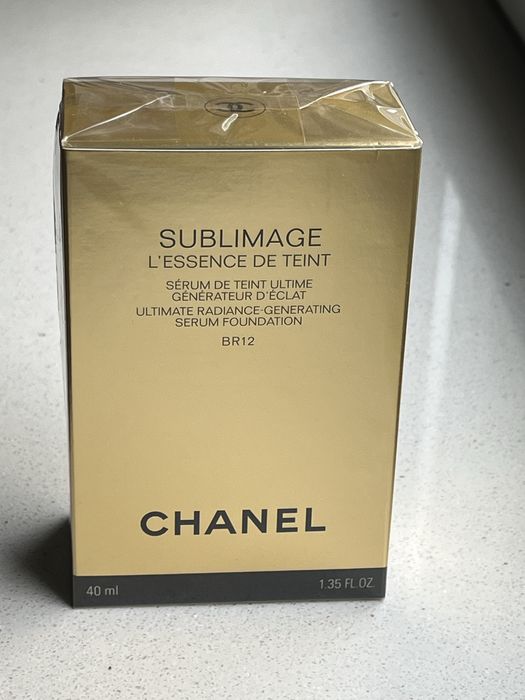 SUBLIMAGE
L'ESSENCE DE TEINT
SÉRUM DE TEINT ULTIME
GÉNÉRATEUR D'ÉCLAT
ULTIMATE RADIANCE-GENERATING
SERUM FOUNDATION
BR12
CHANEL
40 ml 1.35 FL.OZ.